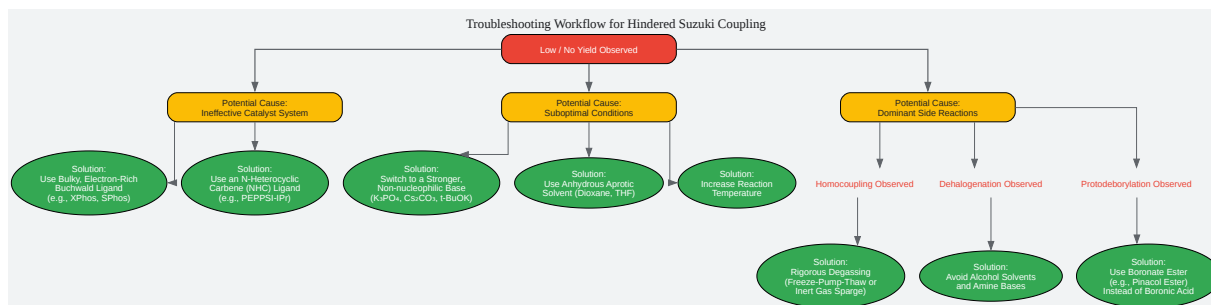 Troubleshooting Workflow for Hindered Suzuki Coupling
Low / No Yield Observed
Potential Cause:
Ineffective Catalyst System
Potential Cause:
Suboptimal Conditions
Potential Cause:
Dominant Side Reactions
Solution:
Use Bulky, Electron-Rich
Buchwald Ligand
(e.g., XPhos, SPhos)
Solution:
Use an N-Heterocyclic
Carbene (NHC) Ligand
(e.g., PEPPSI-IPr)
Solution:
Switch to a Stronger,
Non-nucleophilic Base
(K₃PO₄, Cs₂CO₃, t-BuOK)
Solution:
Use Anhydrous Aprotic
Solvent (Dioxane, THF)
Solution:
Increase Reaction
Temperature
Homocoupling Observed
Dehalogenation Observed
Protodeborylation Observed
Solution:
Rigorous Degassing
(Freeze-Pump-Thaw or
Inert Gas Sparge)
Solution:
Avoid Alcohol Solvents
and Amine Bases
Solution:
Use Boronate Ester
(e.g., Pinacol Ester)
Instead of Boronic Acid